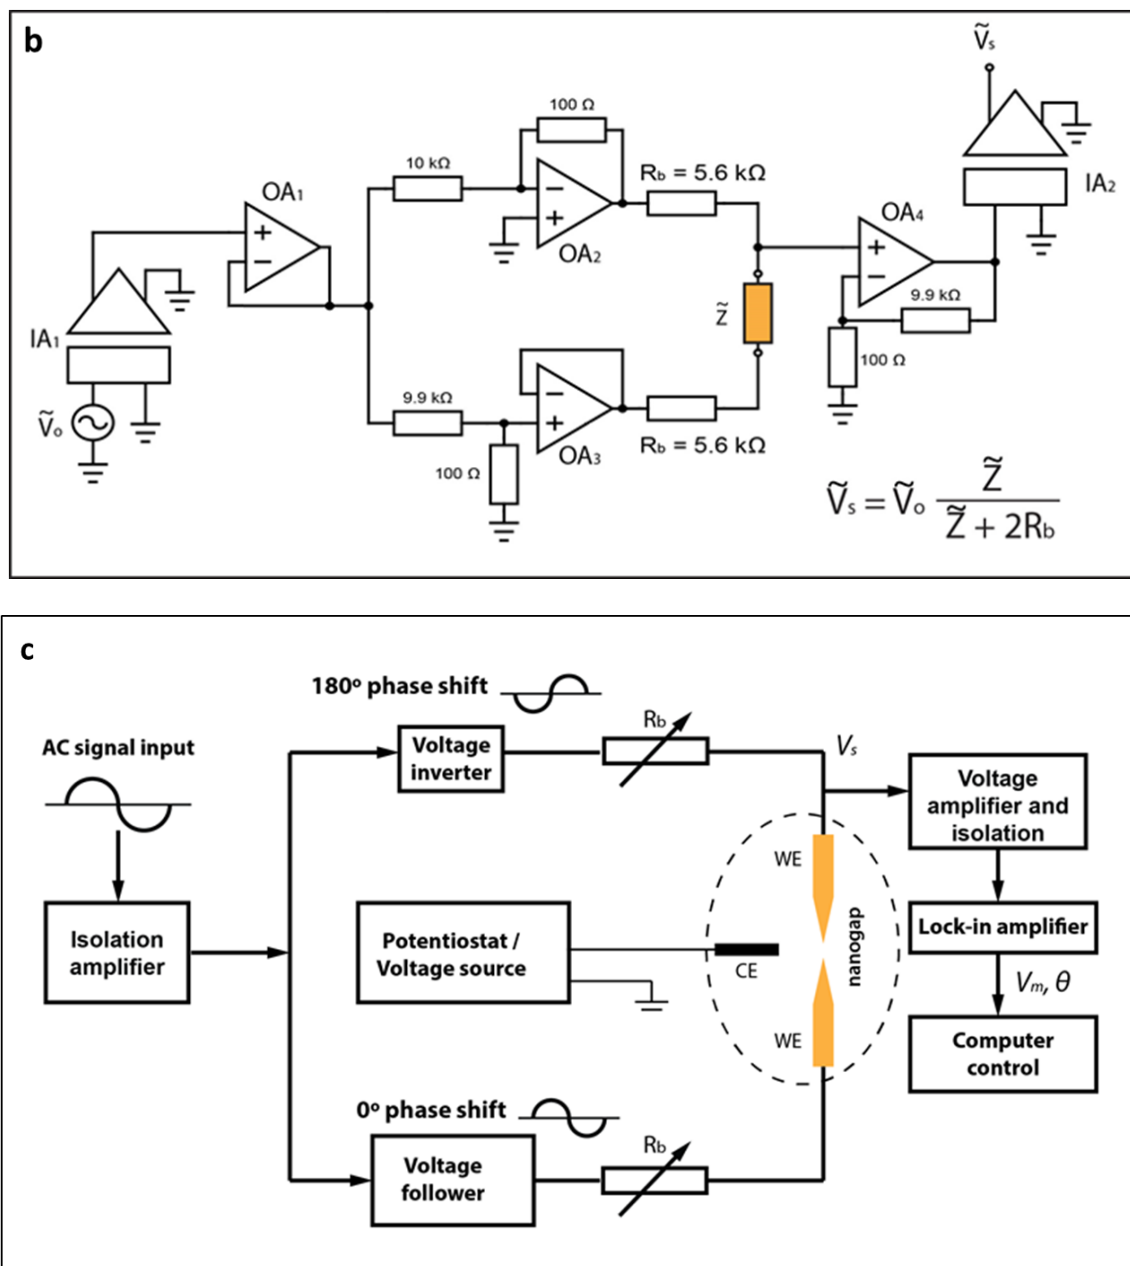 b
Ṽs
100 Ω
10 kΩ
Rb = 5.6 kΩ
OA1
IA2
OA4
OA2
9.9 kΩ
Z̃
IA1
100 Ω
9.9 kΩ
Ṽo
OA3
Rb = 5.6 kΩ
100 Ω
Ṽs = Ṽo Z̃
Z̃ + 2Rb
c
180º phase shift
Rb
AC signal input
Voltage
inverter
Vs
Voltage
amplifier and
isolation
WE
nanogap
Isolation
amplifier
Potentiostat /
Voltage source
CE
Lock-in amplifier
Vm, θ
WE
Computer
control
0º phase shift
Rb
Voltage
follower